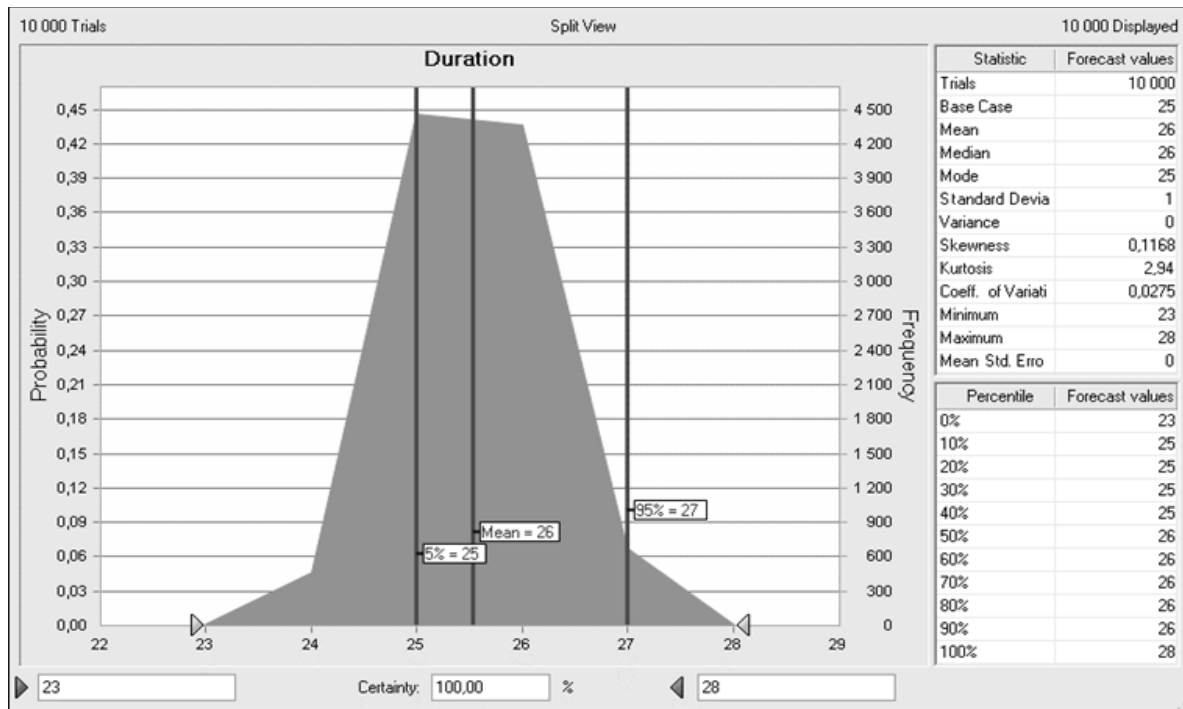 10 000 Trials Split View 10 000 Displayed
Duration
Probability
0,45
0,42
0,39
0,36
0,33
0,30
0,27
0,24
0,21
0,18
0,15
0,12
0,09
0,06
0,03
0,00
22 23 24 25 26 27 28 29
5% = 25
Mean = 26
95% = 27
4 500
4 200
3 900
3 600
3 300
3 000
2 700
2 400
2 100
1 800
1 500
1 200
900
600
300
0
Frequency
Statistic Forecast values
Trials 10 000
Base Case 25
Mean 26
Median 26
Mode 25
Standard Devia 1
Variance 0
Skewness 0,1168
Kurtosis 2,94
Coeff. of Variati 0,0275
Minimum 23
Maximum 28
Mean Std. Erro 0
Percentile Forecast values
0% 23
10% 25
20% 25
30% 25
40% 25
50% 26
60% 26
70% 26
80% 26
90% 26
100% 28
23 Certainty: 100,00 % 28